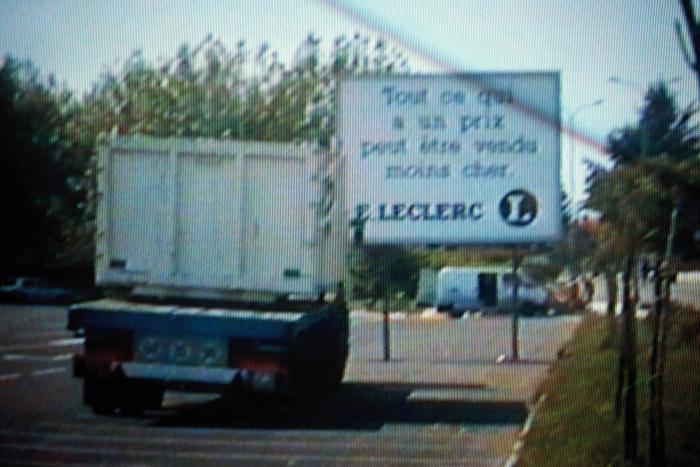 Tout ce qui
a un prix
peut être vendu
moins cher.
E.LECLERC L